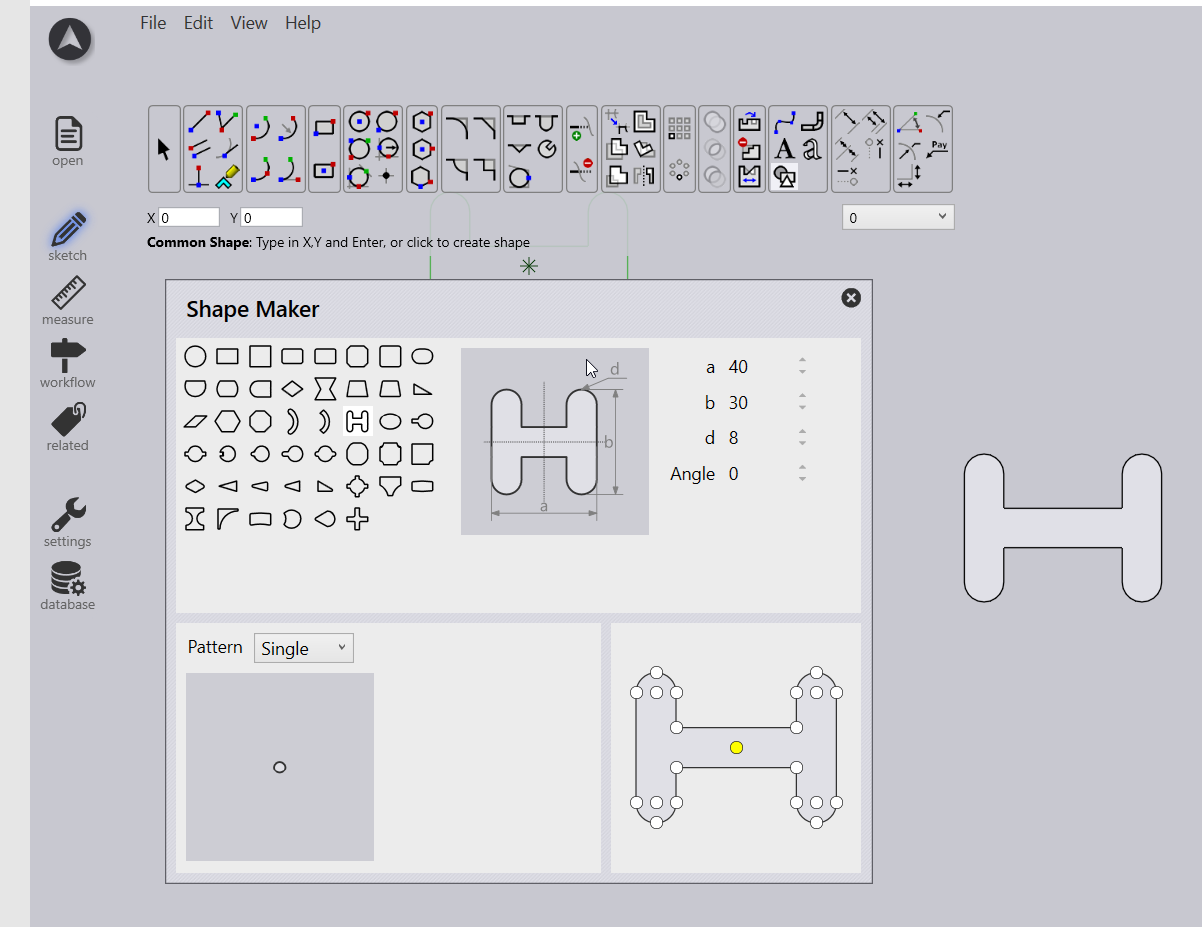 File Edit View Help
open
Pay
X 0 Y 0
0
Common Shape: Type in X,Y and Enter, or click to create shape
sketch
measure
workflow
related
settings
database
Shape Maker
d
b
a
a 40
b 30
d 8
Angle 0
Pattern Single